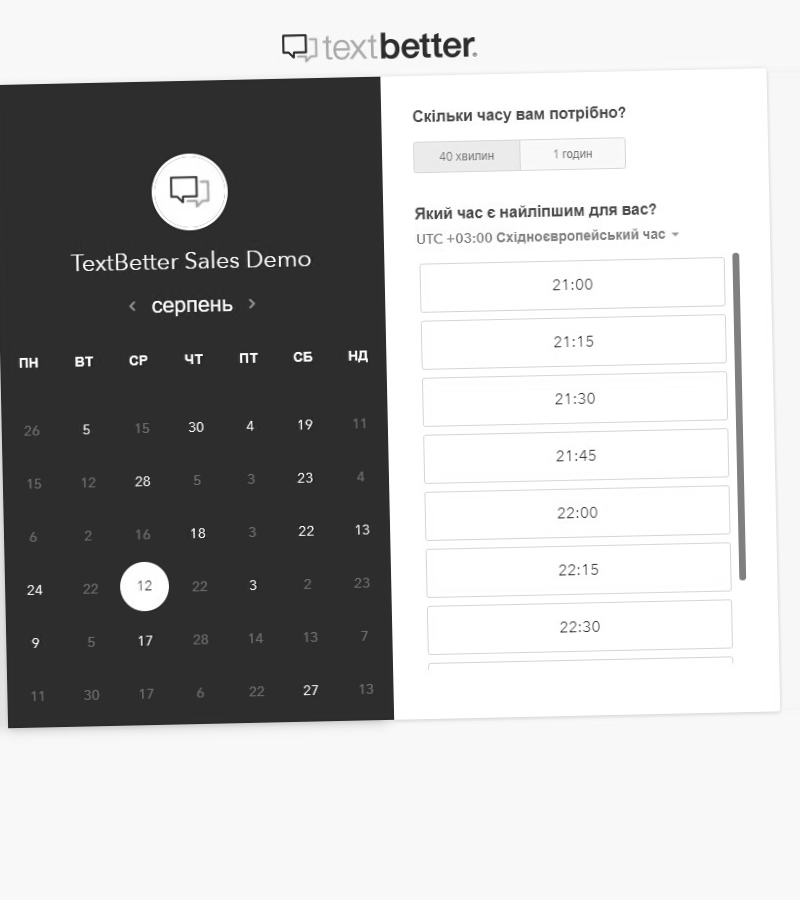 textbetter.
TextBetter Sales Demo
серпень
ПН ВТ СР ЧТ ПТ СБ НД
26 5 15 30 4 19 11
15 12 28 5 3 23 4
6 2 16 18 3 22 13
24 22 12 22 3 2 23
9 5 17 28 14 13 7
11 30 17 6 22 27 13
Скільки часу вам потрібно?
40 хвилин 1 годин
Який час є найліпшим для вас?
UTC +03:00 Східноєвропейський час
21:00
21:15
21:30
21:45
22:00
22:15
22:30